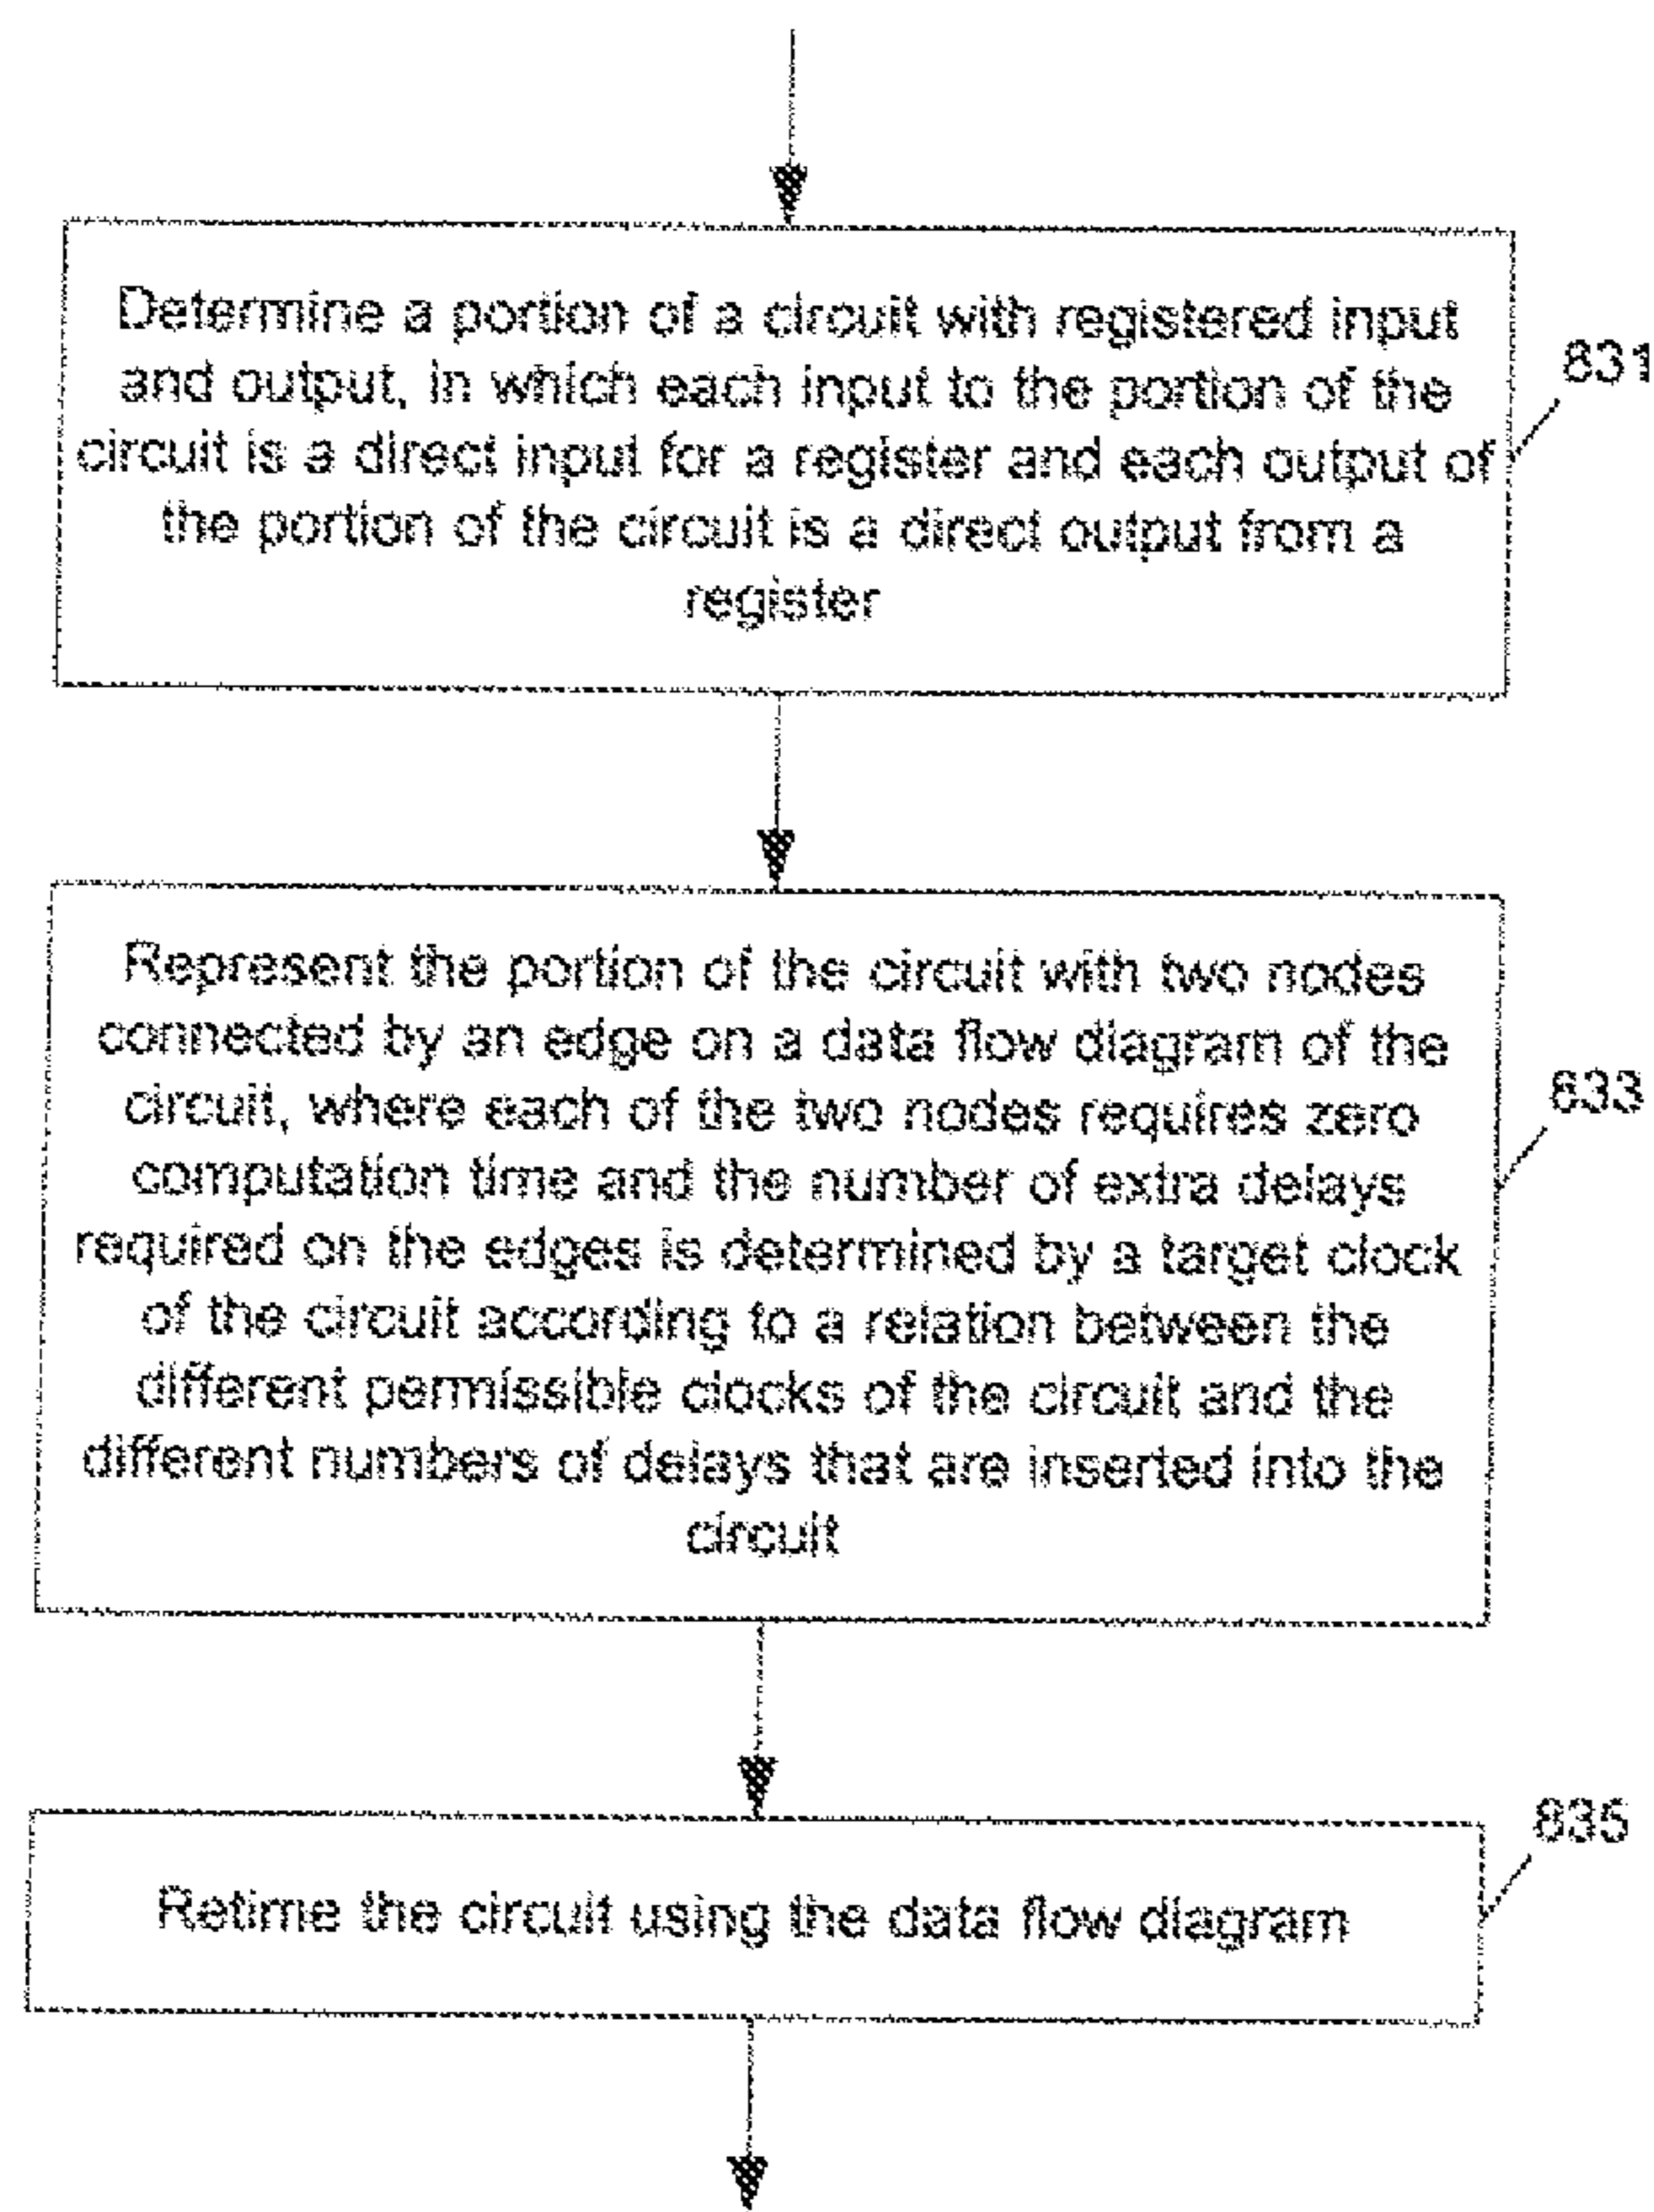 Determine a portion of a circuit with registered input
and output, in which each input to the portion of the
circuit is a direct input for a register and each output of
the portion of the circuit is a direct output from a
register
831
Represent the portion of the circuit with two nodes
connected by an edge on a data flow diagram of the
circuit, where each of the two nodes requires zero
computation time and the number of extra delays
required on the edges is determined by a target clock
of the circuit according to a relation between the
different permissible clocks of the circuit and the
different numbers of delays that are inserted into the
circuit
833
Retime the circuit using the data flow diagram
835